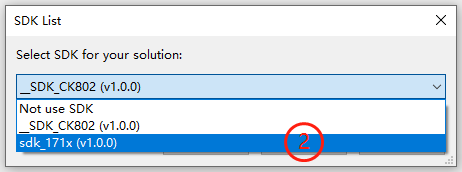 SDK List
Select SDK for your solution:
__SDK_CK802 (v1.0.0)
Not use SDK
__SDK_CK802 (v1.0.0)
sdk_171x (v1.0.0)
2